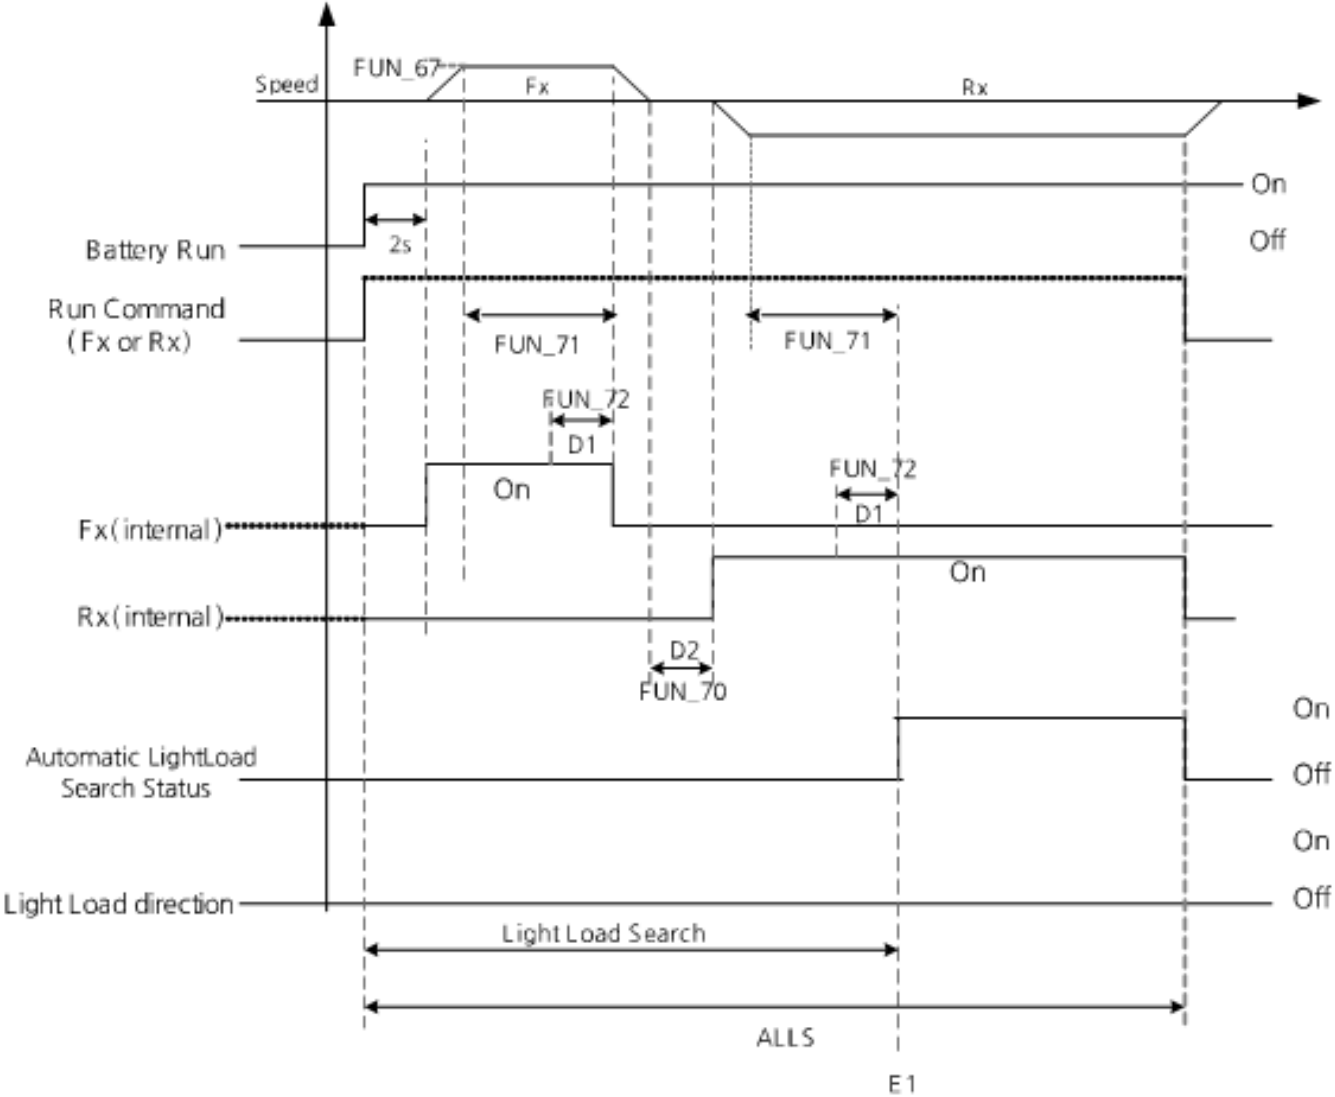 FUN_67
Speed
Fx
Rx
On
Battery Run
2s
Off
Run Command
(Fx or Rx)
FUN_71
FUN_71
FUN_72
D1
On
FUN_72
D1
Fx(internal)
On
Rx(internal)
D2
FUN_70
On
Automatic LightLoad
Search Status
Off
On
Light Load direction
Off
Light Load Search
ALLS
E1